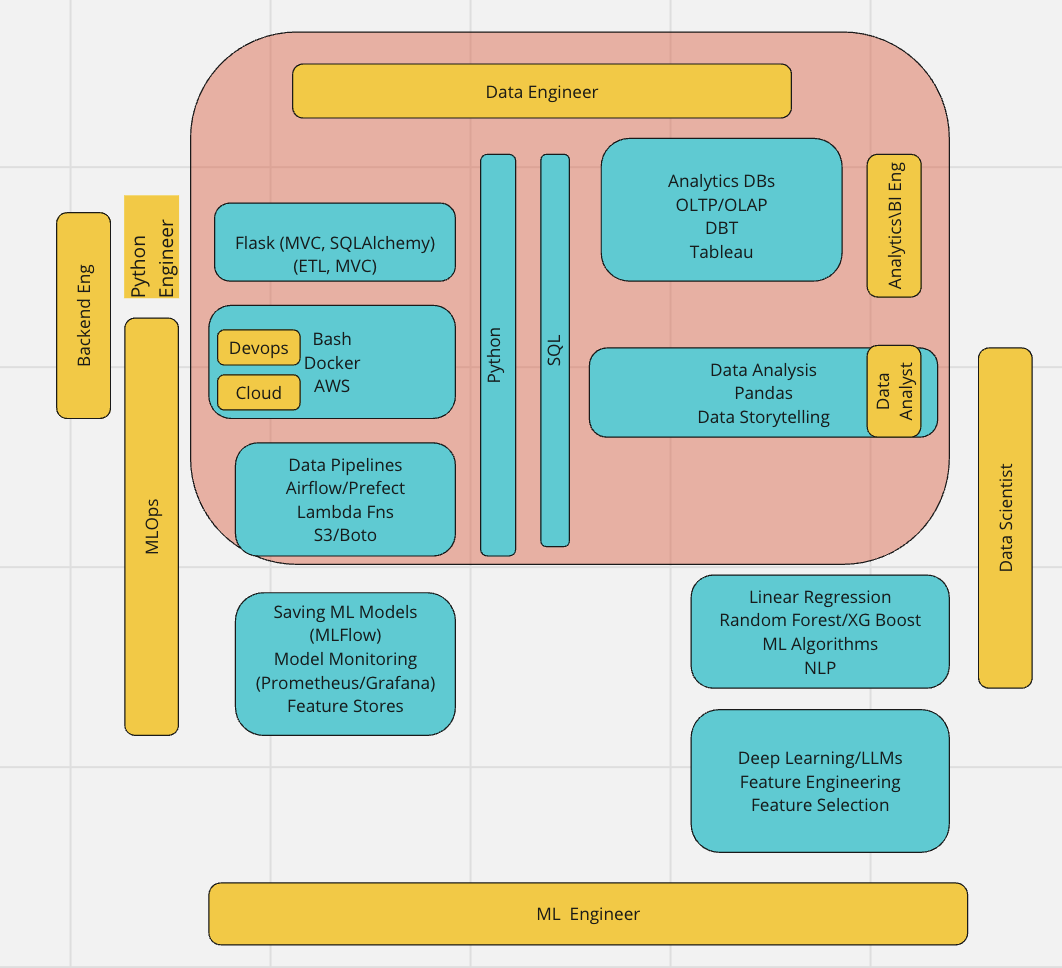 Data Engineer
Analytics DBs
OLTP/OLAP
DBT
Tableau
Analytics\BI Eng
Python
Engineer
Backend Eng
Flask (MVC, SQLAlchemy)
(ETL, MVC)
Python
SQL
Devops
Cloud
Bash
Docker
AWS
Data Analysis
Pandas
Data Storytelling
Data
Analyst
Data Pipelines
Airflow/Prefect
Lambda Fns
S3/Boto
MLOps
Data Scientist
Saving ML Models
(MLFlow)
Model Monitoring
(Prometheus/Grafana)
Feature Stores
Linear Regression
Random Forest/XG Boost
ML Algorithms
NLP
Deep Learning/LLMs
Feature Engineering
Feature Selection
ML  Engineer